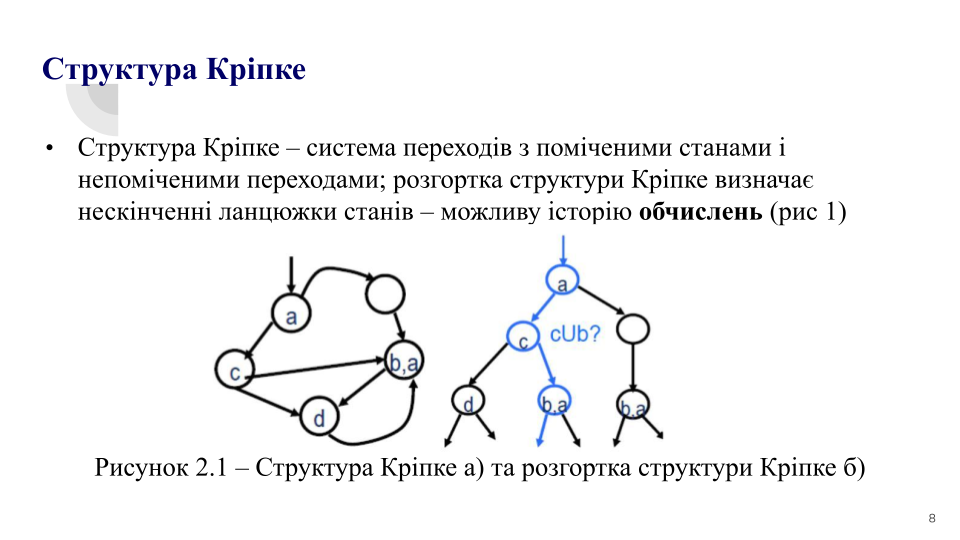 Структура Кріпке
• Структура Кріпке – система переходів з поміченими станами і
непоміченими переходами; розгортка структури Кріпке визначає
нескінченні ланцюжки станів – можливу історію обчислень (рис 1)
a
c
b,a
d
a
c
cUb?
d
b,a
b,a
Рисунок 2.1 – Структура Кріпке а) та розгортка структури Кріпке б)
8